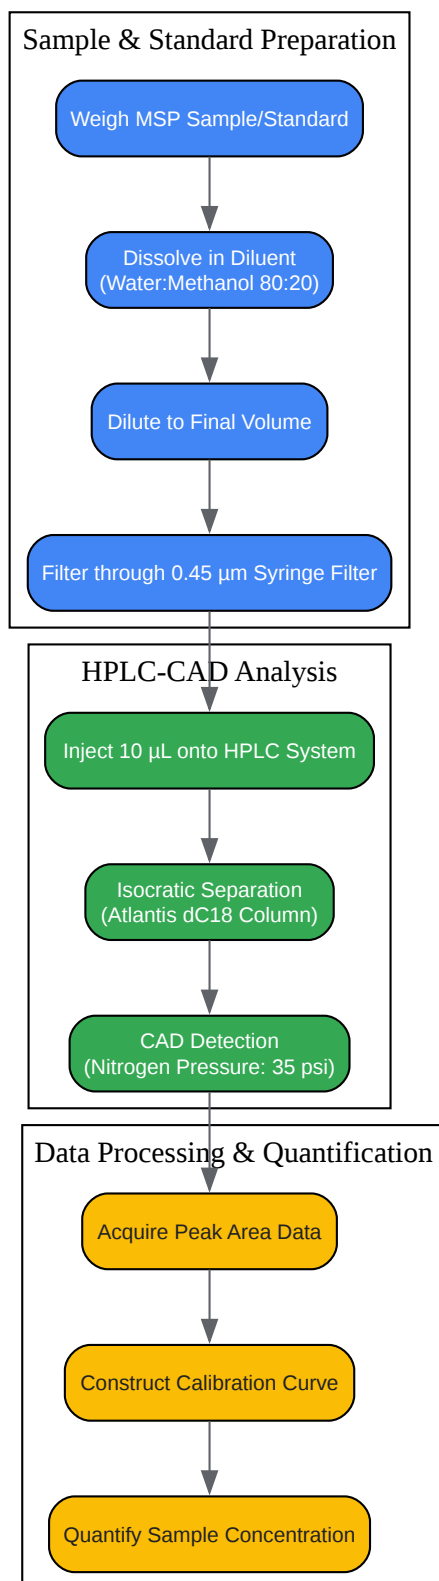 Sample & Standard Preparation
Weigh MSP Sample/Standard
Dissolve in Diluent
(Water:Methanol 80:20)
Dilute to Final Volume
Filter through 0.45 µm Syringe Filter
HPLC-CAD Analysis
Inject 10 µL onto HPLC System
Isocratic Separation
(Atlantis dC18 Column)
CAD Detection
(Nitrogen Pressure: 35 psi)
Data Processing & Quantification
Acquire Peak Area Data
Construct Calibration Curve
Quantify Sample Concentration